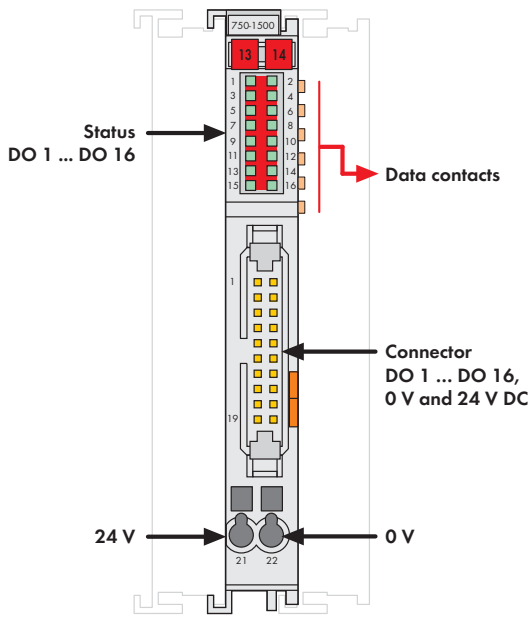 750-1500
13 14
1 2
3 4
5 6
7 8
9 10
11 12
13 14
15 16
Status
DO 1 ... DO 16
Data contacts
1
Connector
DO 1 ... DO 16,
0 V and 24 V DC
19
24 V
0 V
21 22